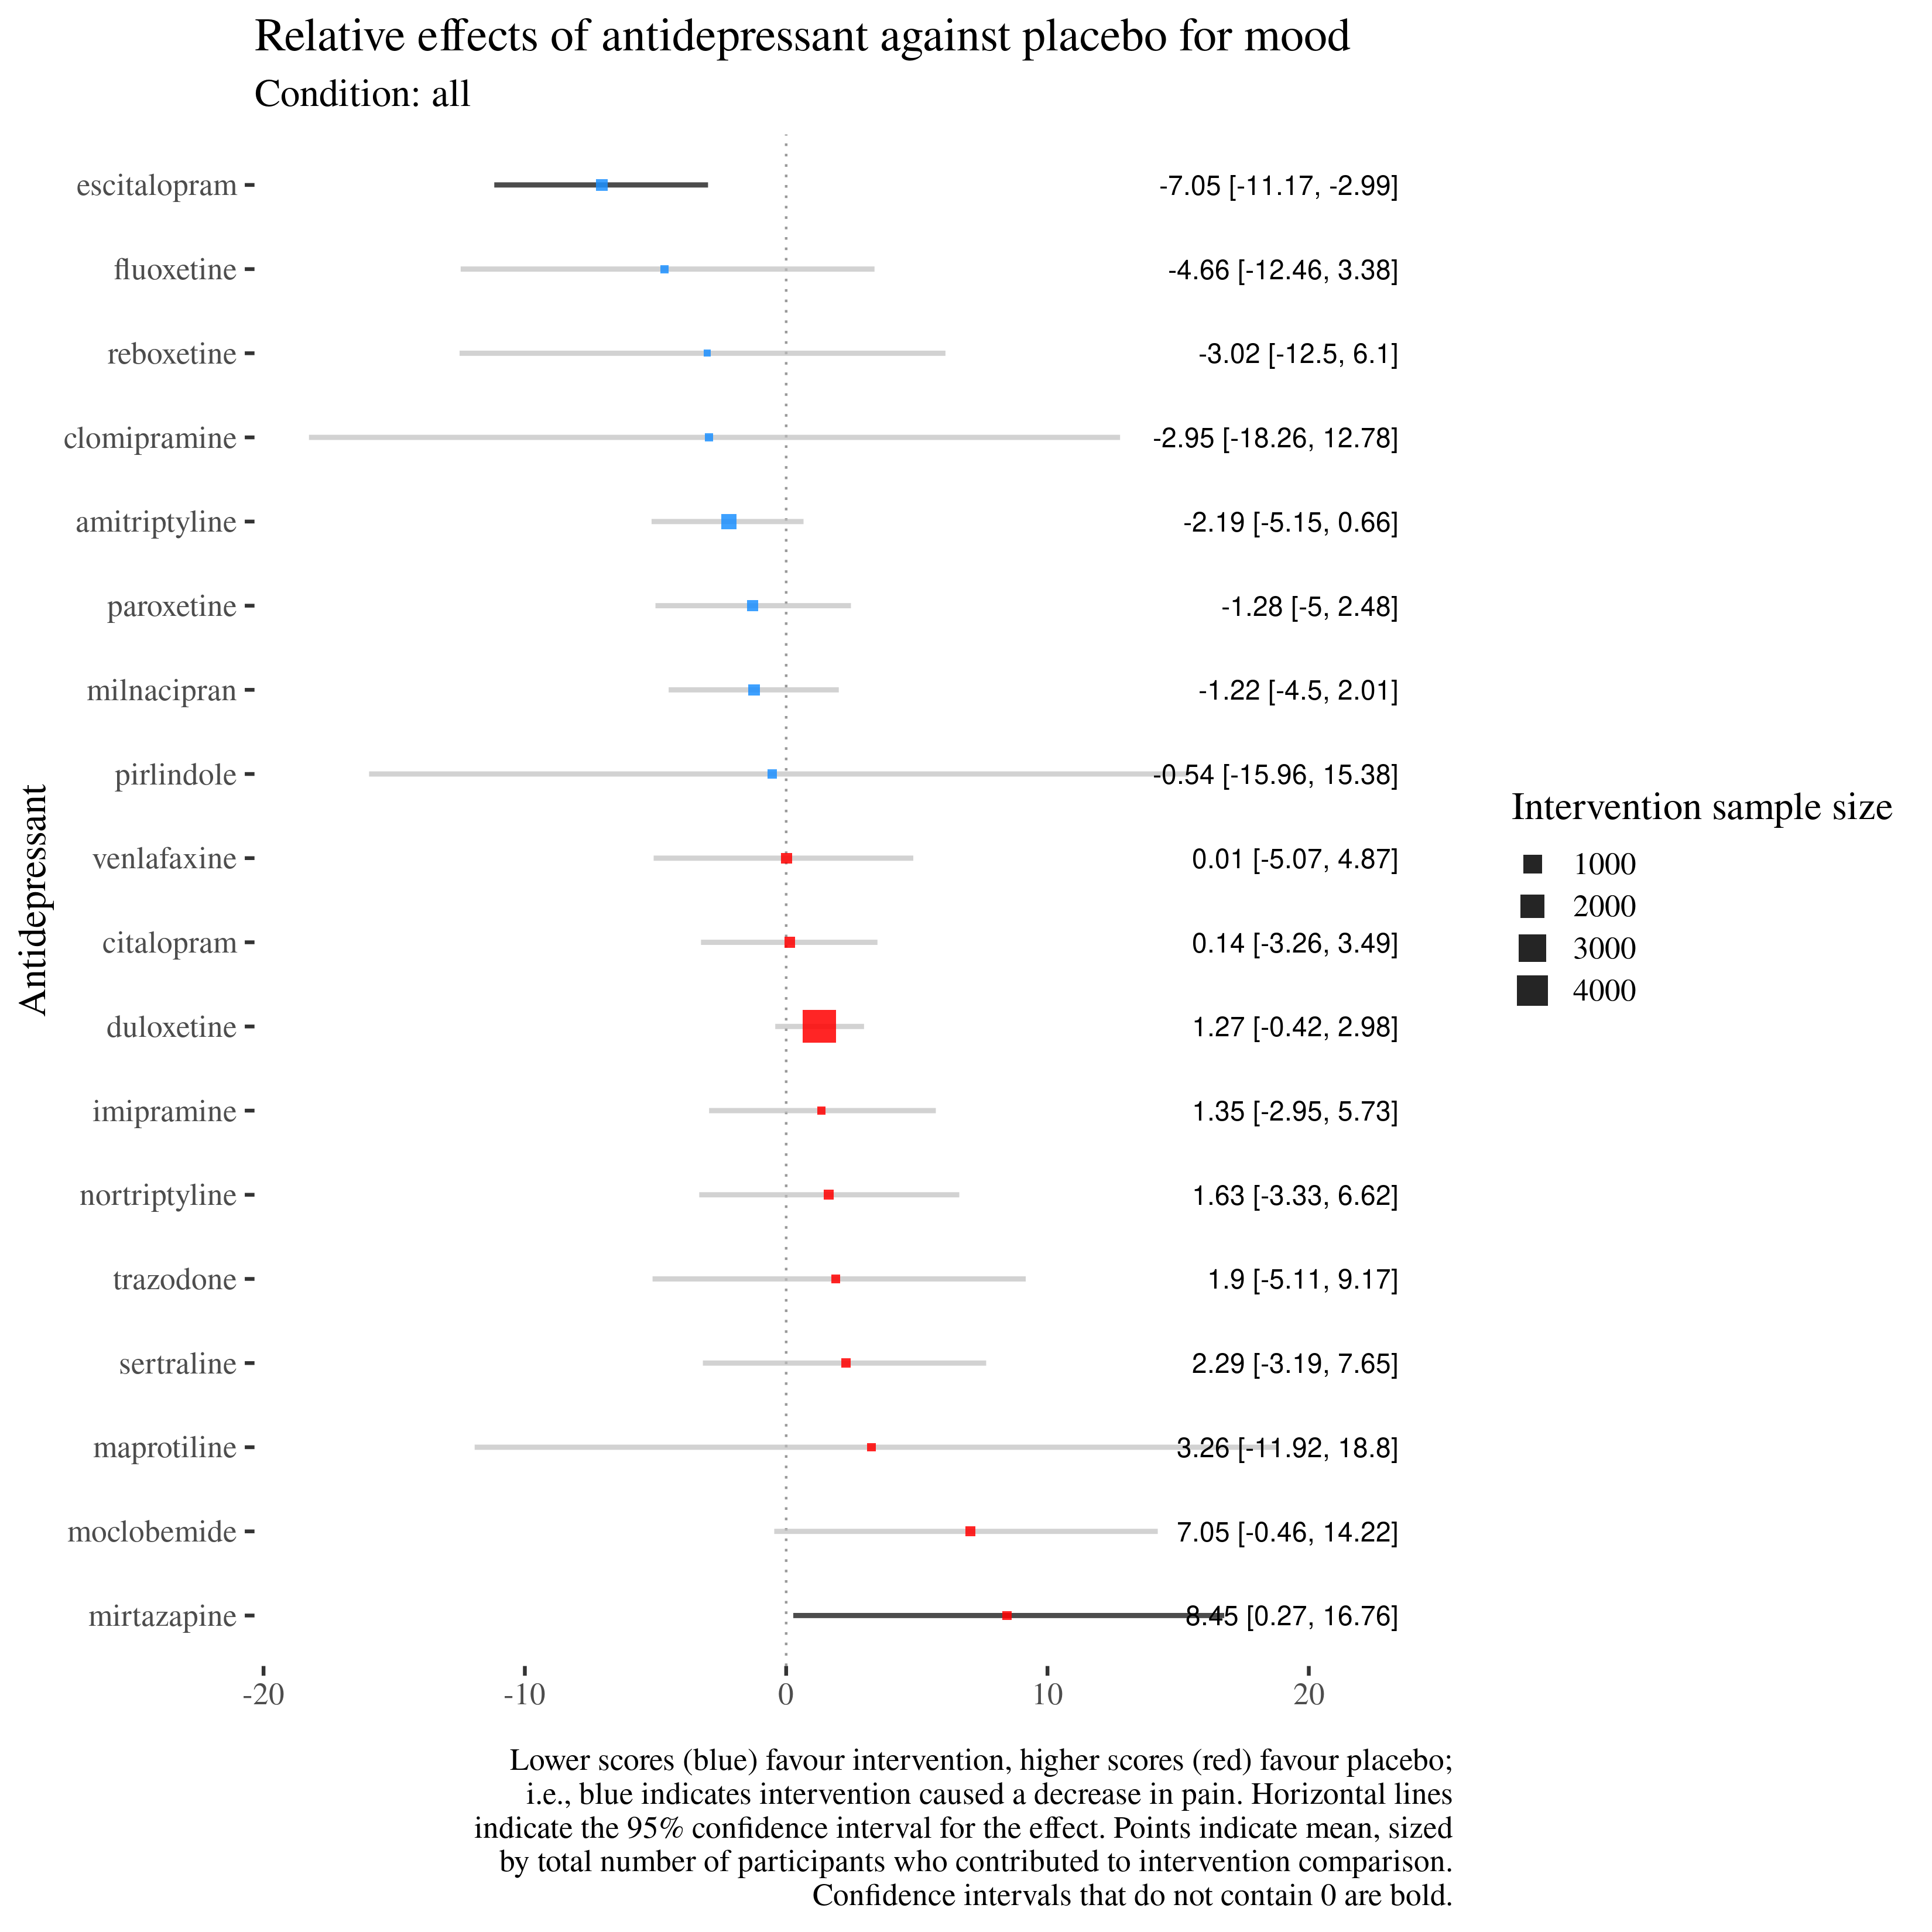 Relative effects of antidepressant against placebo for mood
Condition: all
Antidepressant
escitalopram -7.05 [-11.17, -2.99]
fluoxetine -4.66 [-12.46, 3.38]
reboxetine -3.02 [-12.5, 6.1]
clomipramine -2.95 [-18.26, 12.78]
amitriptyline -2.19 [-5.15, 0.66]
paroxetine -1.28 [-5, 2.48]
milnacipran -1.22 [-4.5, 2.01]
pirlindole -0.54 [-15.96, 15.38]
venlafaxine 0.01 [-5.07, 4.87]
citalopram 0.14 [-3.26, 3.49]
duloxetine 1.27 [-0.42, 2.98]
imipramine 1.35 [-2.95, 5.73]
nortriptyline 1.63 [-3.33, 6.62]
trazodone 1.9 [-5.11, 9.17]
sertraline 2.29 [-3.19, 7.65]
maprotiline 3.26 [-11.92, 18.8]
moclobemide 7.05 [-0.46, 14.22]
mirtazapine 8.45 [0.27, 16.76]
-20 -10 0 10 20
Intervention sample size
1000
2000
3000
4000
Lower scores (blue) favour intervention, higher scores (red) favour placebo;
i.e., blue indicates intervention caused a decrease in pain. Horizontal lines
indicate the 95% confidence interval for the effect. Points indicate mean, sized
by total number of participants who contributed to intervention comparison.
Confidence intervals that do not contain 0 are bold.